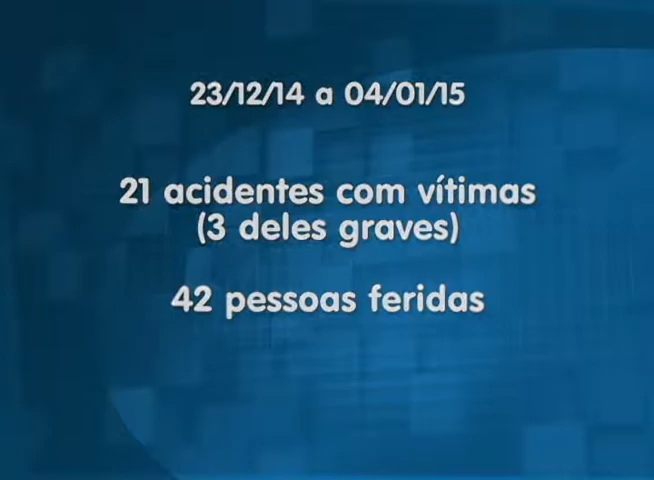 23/12/14 a 04/01/15
21 acidentes com vítimas
(3 deles graves)
42 pessoas feridas